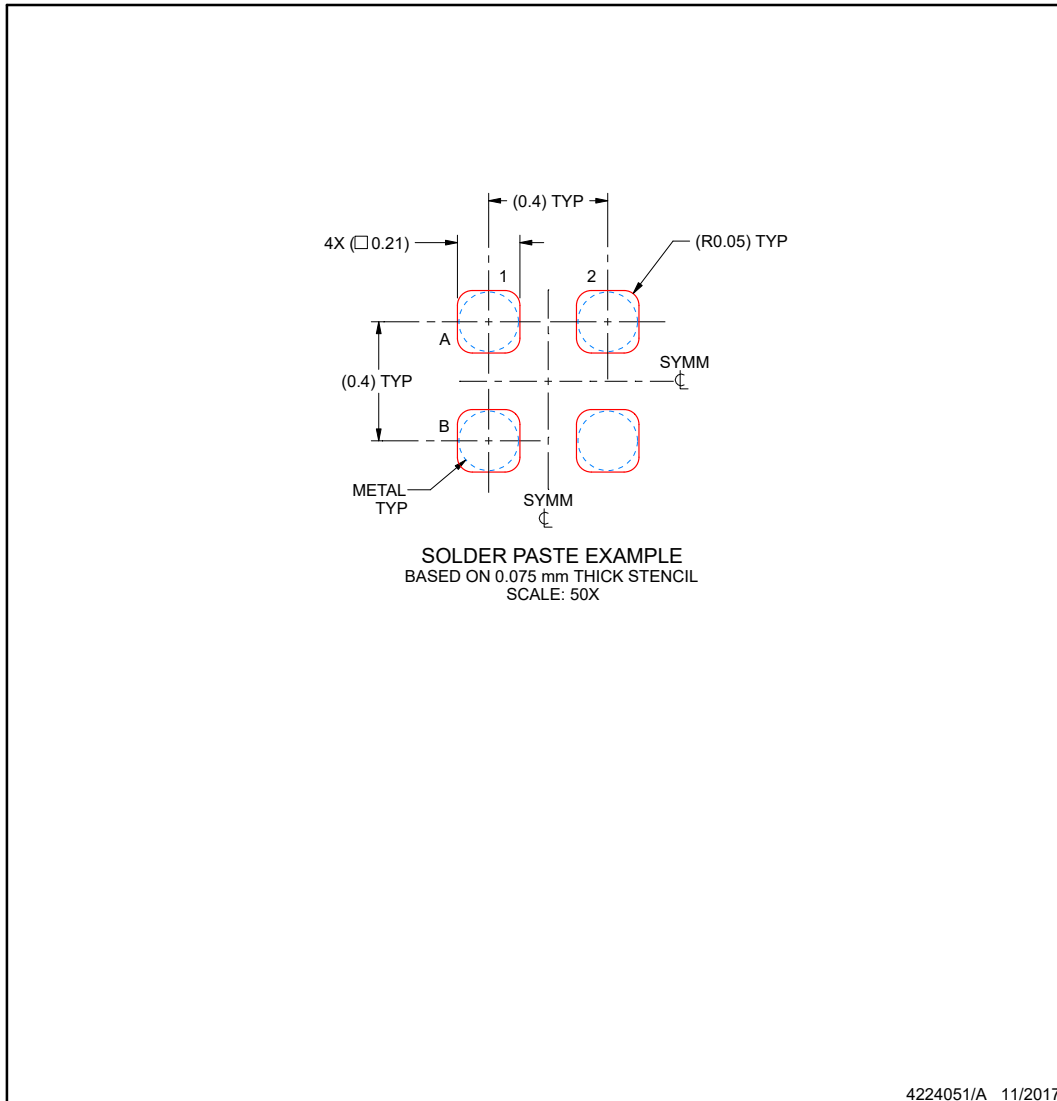 (0.4) TYP
4X (□ 0.21)
(R0.05) TYP
1
2
A
SYMM
℄
(0.4) TYP
B
METAL
TYP
SYMM
℄
SOLDER PASTE EXAMPLE
BASED ON 0.075 mm THICK STENCIL
SCALE: 50X
4224051/A 11/2017